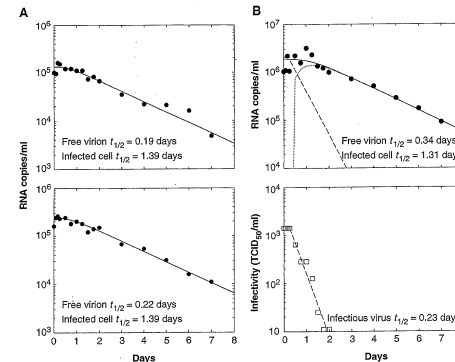 A
B
10⁶
10⁵
10⁴
10³
Free virion t1/2 = 0.19 days
Infected cell t1/2 = 1.39 days
10⁶
10⁵
10⁴
10³
Free virion t1/2 = 0.22 days
Infected cell t1/2 = 1.39 days
0 1 2 3 4 5 6 7 8
Days
RNA copies/ml
10⁷
10⁶
10⁵
10⁴
RNA copies/ml
Free virion t1/2 = 0.34 days
Infected cell t1/2 = 1.31 days
10⁴
10³
10²
10
Infectivity (TCID50/ml)
Infectious virus t1/2 = 0.23 days
0 1 2 3 4 5 6 7
Days